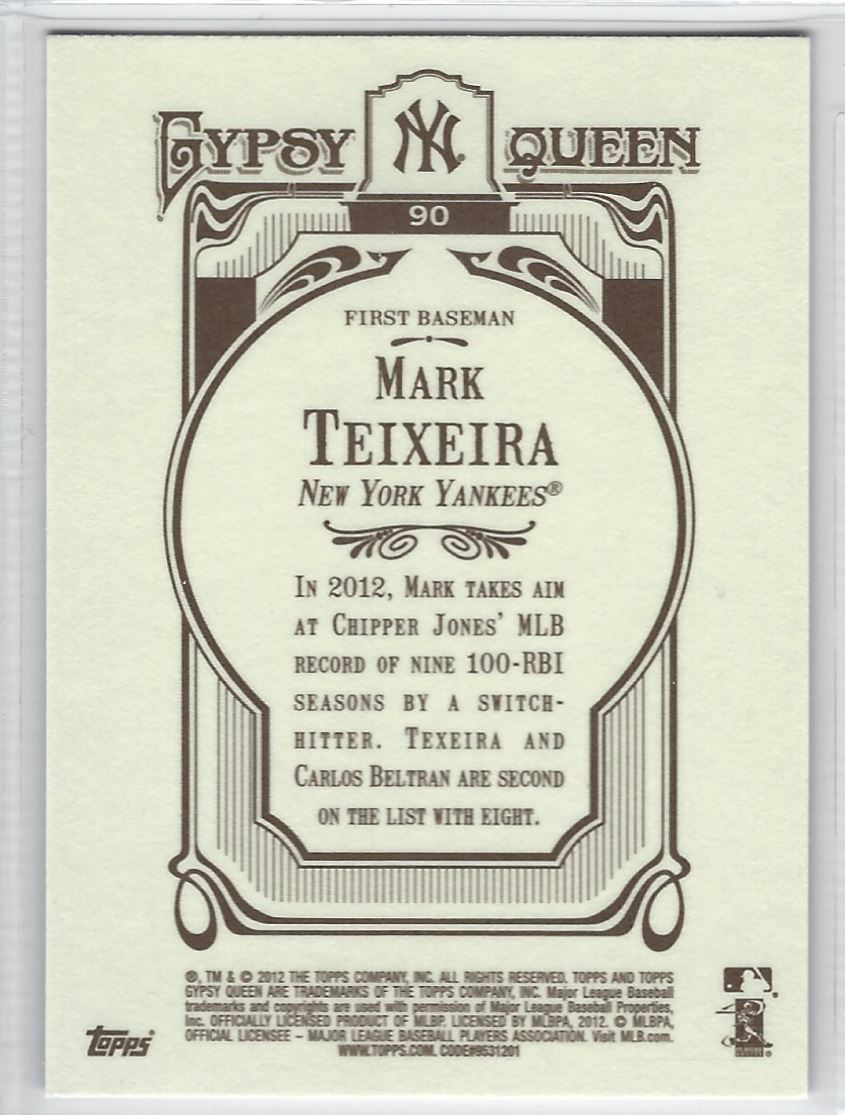 GYPSY NY QUEEN
90
FIRST BASEMAN
MARK
TEIXEIRA
NEW YORK YANKEES®
IN 2012, MARK TAKES AIM
AT CHIPPER JONES' MLB
RECORD OF NINE 100-RBI
SEASONS BY A SWITCH-
HITTER. TEXEIRA AND
CARLOS BELTRAN ARE SECOND
ON THE LIST WITH EIGHT.
®, TM & © 2012 THE TOPPS COMPANY, INC. ALL RIGHTS RESERVED. TOPPS AND TOPPS
GYPSY QUEEN ARE TRADEMARKS OF THE TOPPS COMPANY, INC. Major League Baseball
trademarks and copyrights are used with permission of Major League Baseball Properties,
Inc. OFFICIALLY LICENSED PRODUCT OF MLBP. LICENSED BY MLBPA, 2012. © MLBPA,
OFFICIAL LICENSEE – MAJOR LEAGUE BASEBALL PLAYERS ASSOCIATION. Visit MLB.com.
WWW.TOPPS.COM. CODE#9531201
topps®